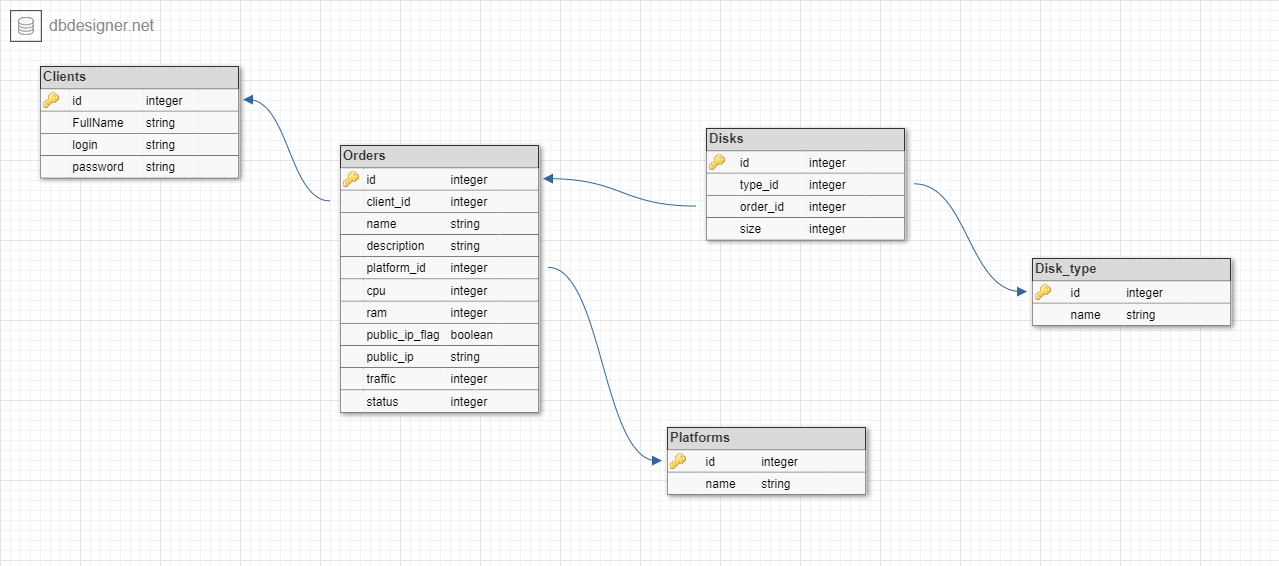 dbdesigner.net
Clients
id integer
FullName string
login string
password string
Orders
id integer
client_id integer
name string
description string
platform_id integer
cpu integer
ram integer
public_ip_flag boolean
public_ip string
traffic integer
status integer
Disks
id integer
type_id integer
order_id integer
size integer
Disk_type
id integer
name string
Platforms
id integer
name string